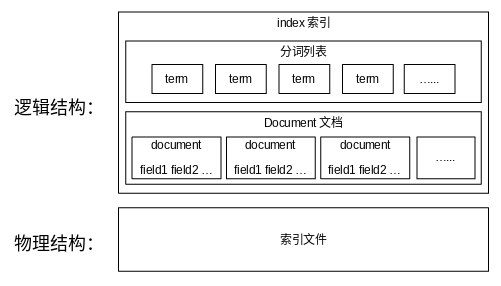 index 索引
分词列表
term term term term ......
逻辑结构：
Document 文档
document document document ......
field1 field2 ... field1 field2 ... field1 field2 ...
物理结构：
索引文件